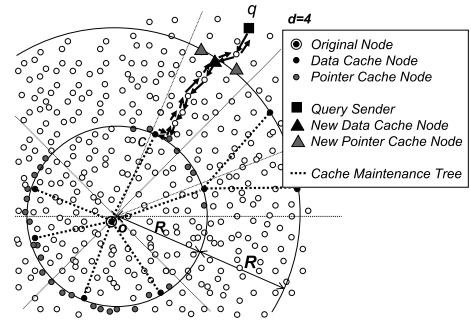 q
d=4
Original Node
Data Cache Node
Pointer Cache Node
Query Sender
New Data Cache Node
New Pointer Cache Node
Cache Maintenance Tree
C
o
R
R